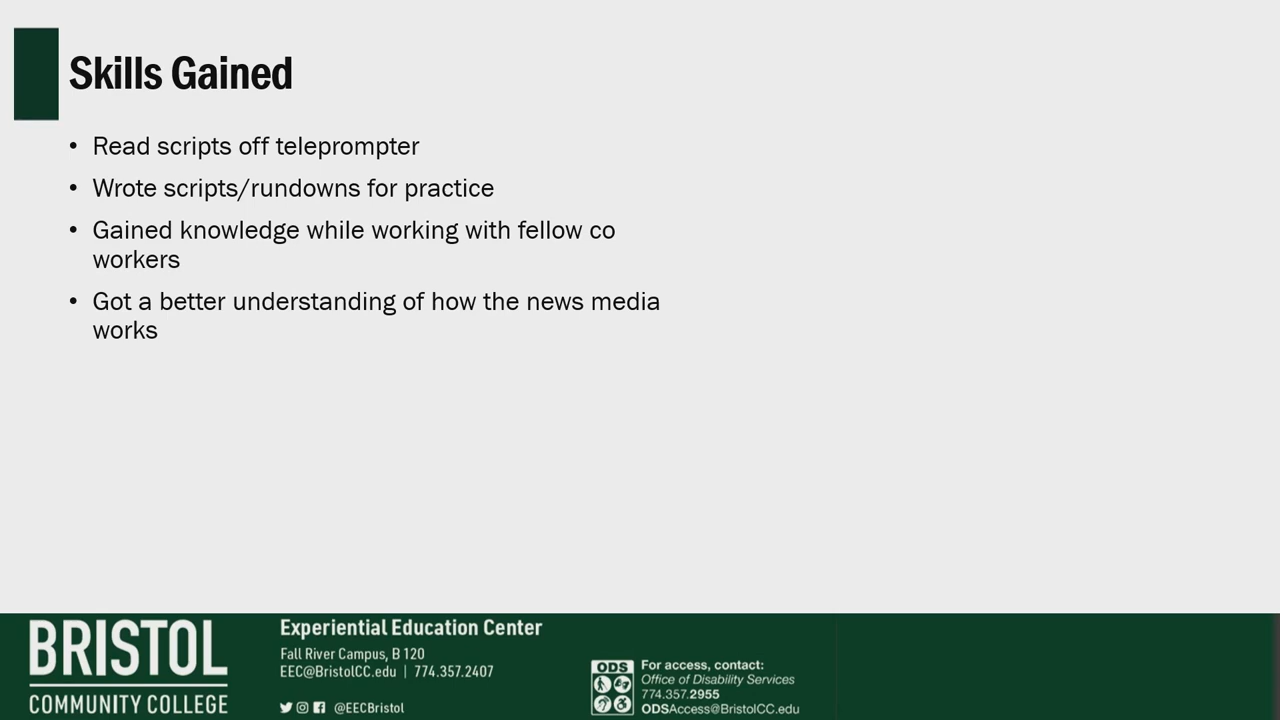 Skills Gained
• Read scripts off teleprompter
• Wrote scripts/rundowns for practice
• Gained knowledge while working with fellow co
workers
• Got a better understanding of how the news media
works
BRISTOL
COMMUNITY COLLEGE
Experiential Education Center
Fall River Campus, B 120
EEC@BristolCC.edu | 774.357.2407
@EECBristol
ODS
For access, contact:
Office of Disability Services
774.357.2955
ODSAccess@BristolCC.edu